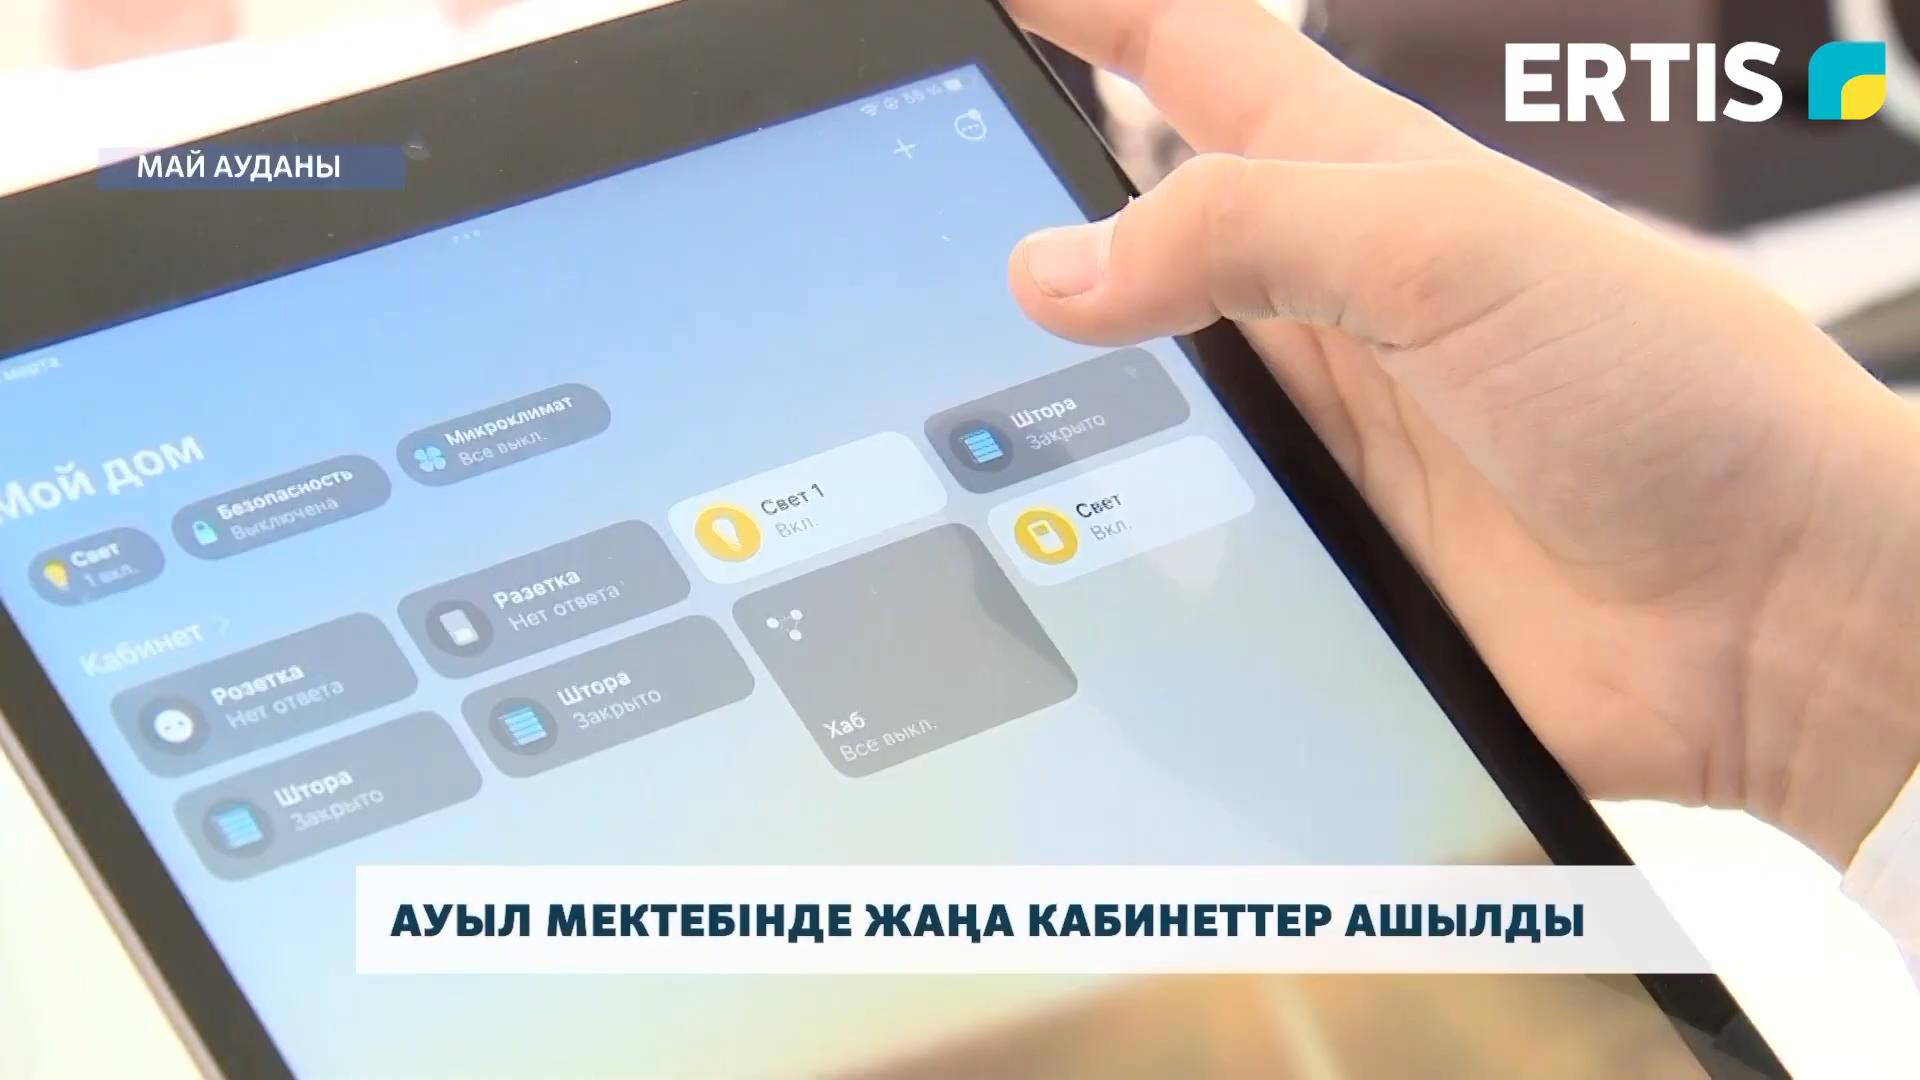 ERTIS
МАЙ АУДАНЫ
56 %
марта
Мой дом
Свет
1 вкл.
Безопасность
Выключена
Микроклимат
Все выкл.
Кабинет >
Розетка
Нет ответа
Разетка
Нет ответа
Свет 1
Вкл.
Штора
Закрыто
Штора
Закрыто
Штора
Закрыто
Хаб
Все выкл.
Свет
Вкл.
АУЫЛ МЕКТЕБІНДЕ ЖАҢА КАБИНЕТТЕР АШЫЛДЫ